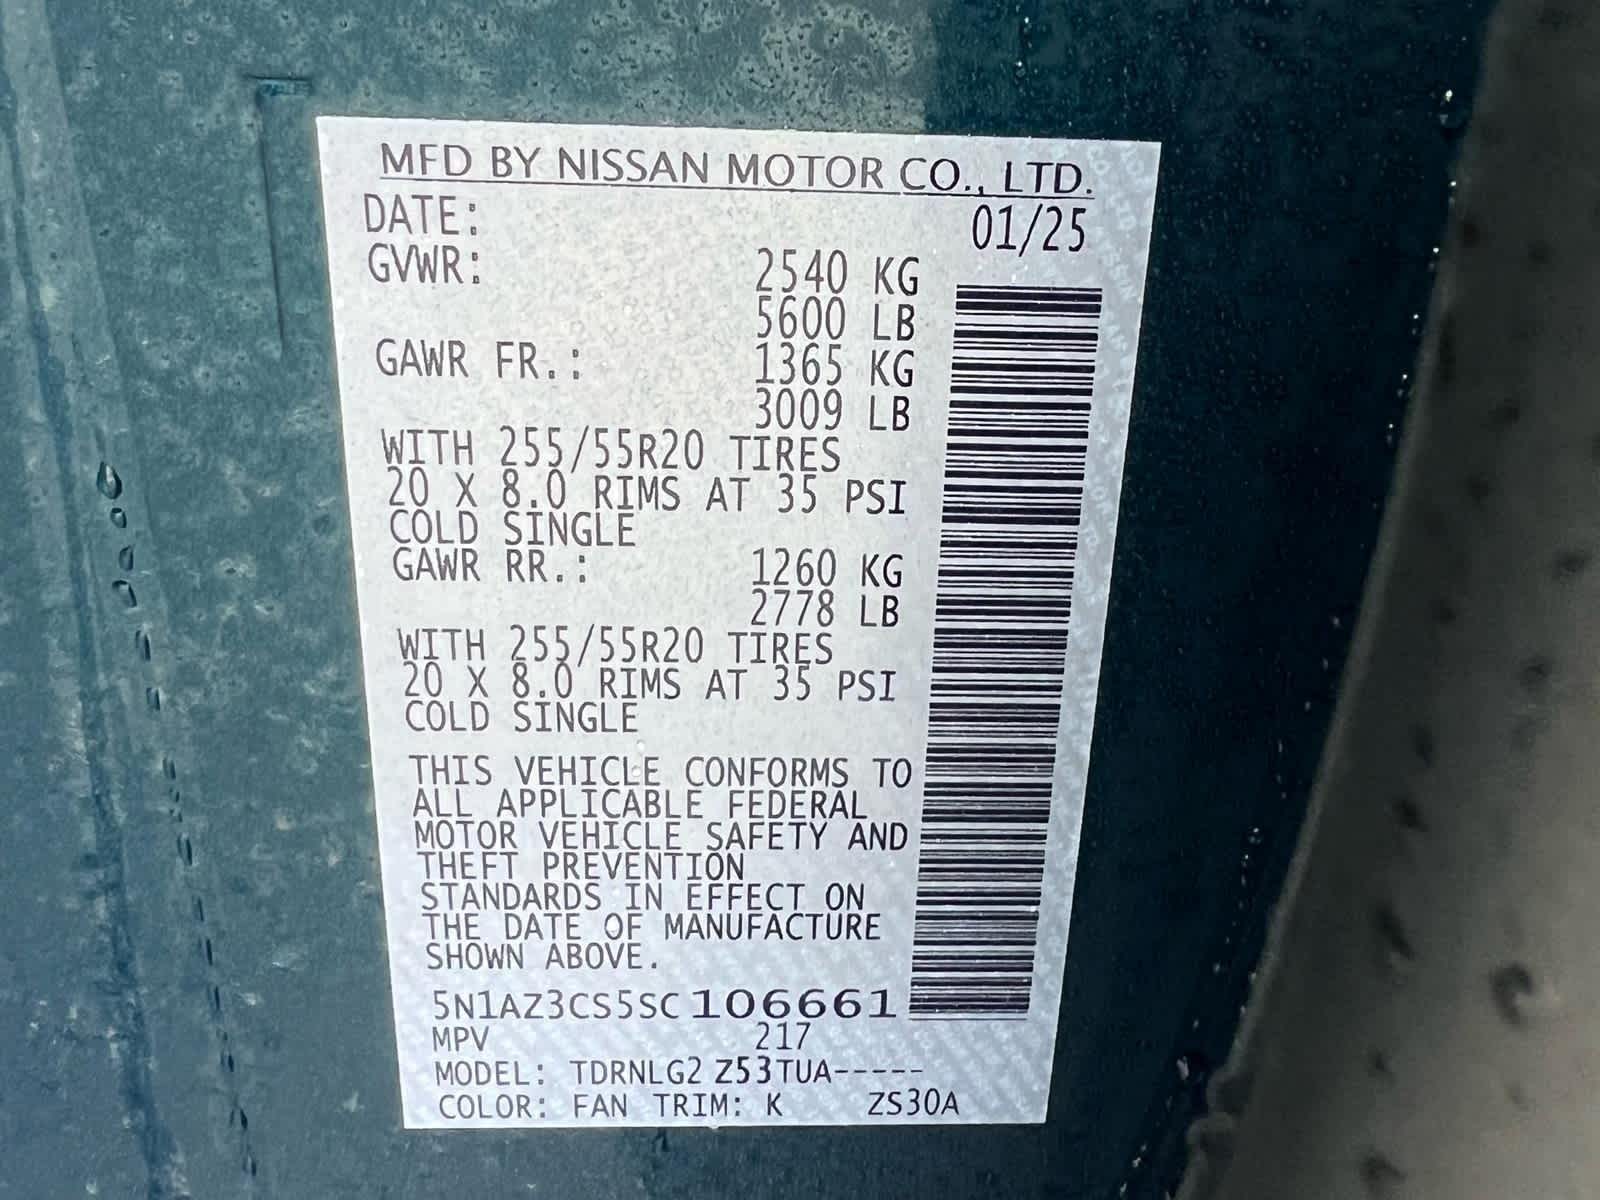 MFD BY NISSAN MOTOR CO., LTD.
DATE: 01/25
GVWR: 2540 KG
5600 LB
GAWR FR.: 1365 KG
3009 LB
WITH 255/55R20 TIRES
20 X 8.0 RIMS AT 35 PSI
COLD SINGLE
GAWR RR.: 1260 KG
2778 LB
WITH 255/55R20 TIRES
20 X 8.0 RIMS AT 35 PSI
COLD SINGLE
THIS VEHICLE CONFORMS TO
ALL APPLICABLE FEDERAL
MOTOR VEHICLE SAFETY AND
THEFT PREVENTION
STANDARDS IN EFFECT ON
THE DATE OF MANUFACTURE
SHOWN ABOVE.
5N1AZ3CS5SC106661
MPV 217
MODEL: TDRNLG2 Z53TUA-----
COLOR: FAN TRIM: K ZS30A